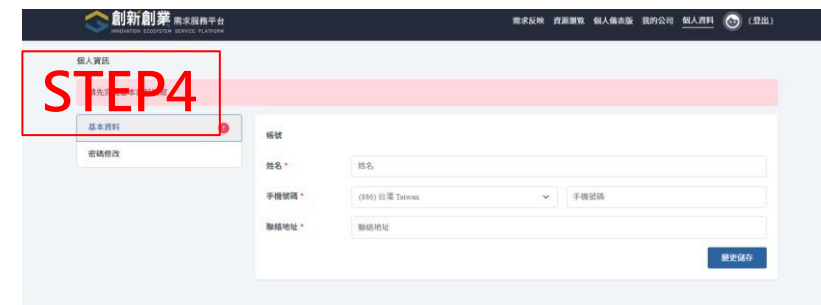 創新創業 需求服務平台
INNOVATION ECOSYSTEM SERVICE PLATFORM
需求反映 資源瀏覽 個人儀表版 我的公司 個人資料 (登出)
個人資訊
STEP4
基本資料
密碼修改
帳號
姓名 * 姓名
手機號碼 * (886) 台灣 Taiwan 手機號碼
聯絡地址 * 聯絡地址
變更儲存